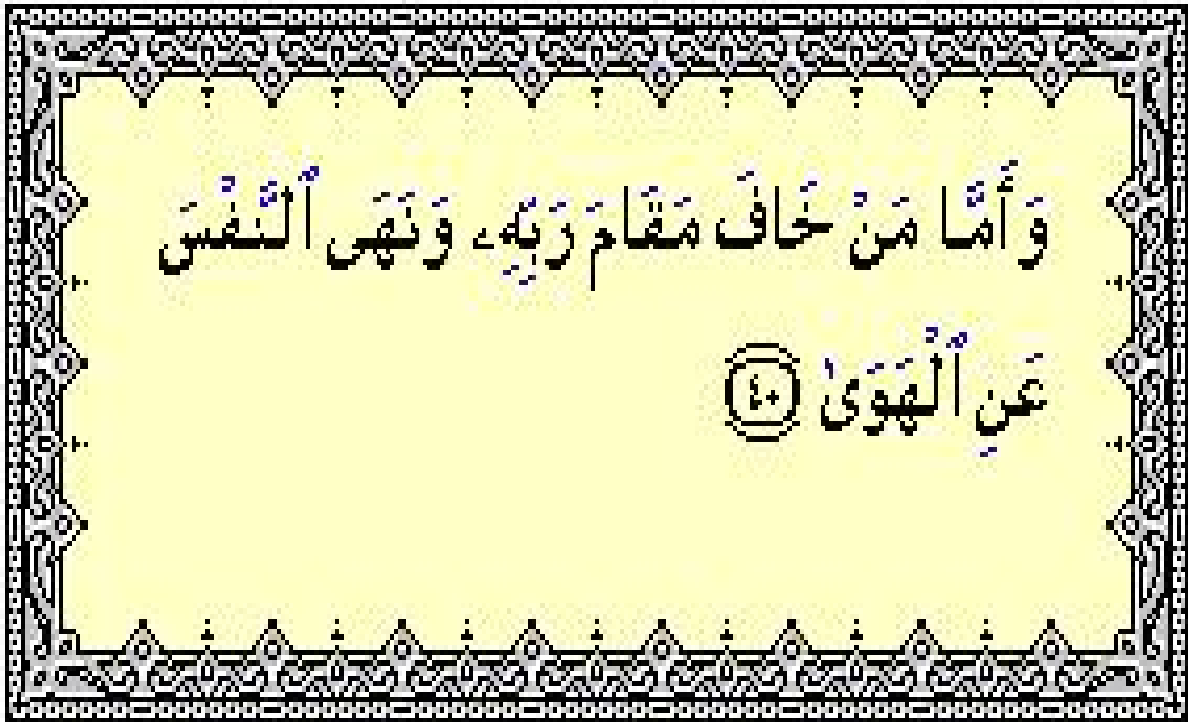 وَأَمَّا مَنْ خَافَ مَقَامَ رَبِّهِۦ وَنَهَى ٱلنَّفْسَ
عَنِ ٱلْهَوَىٰ ٤٠